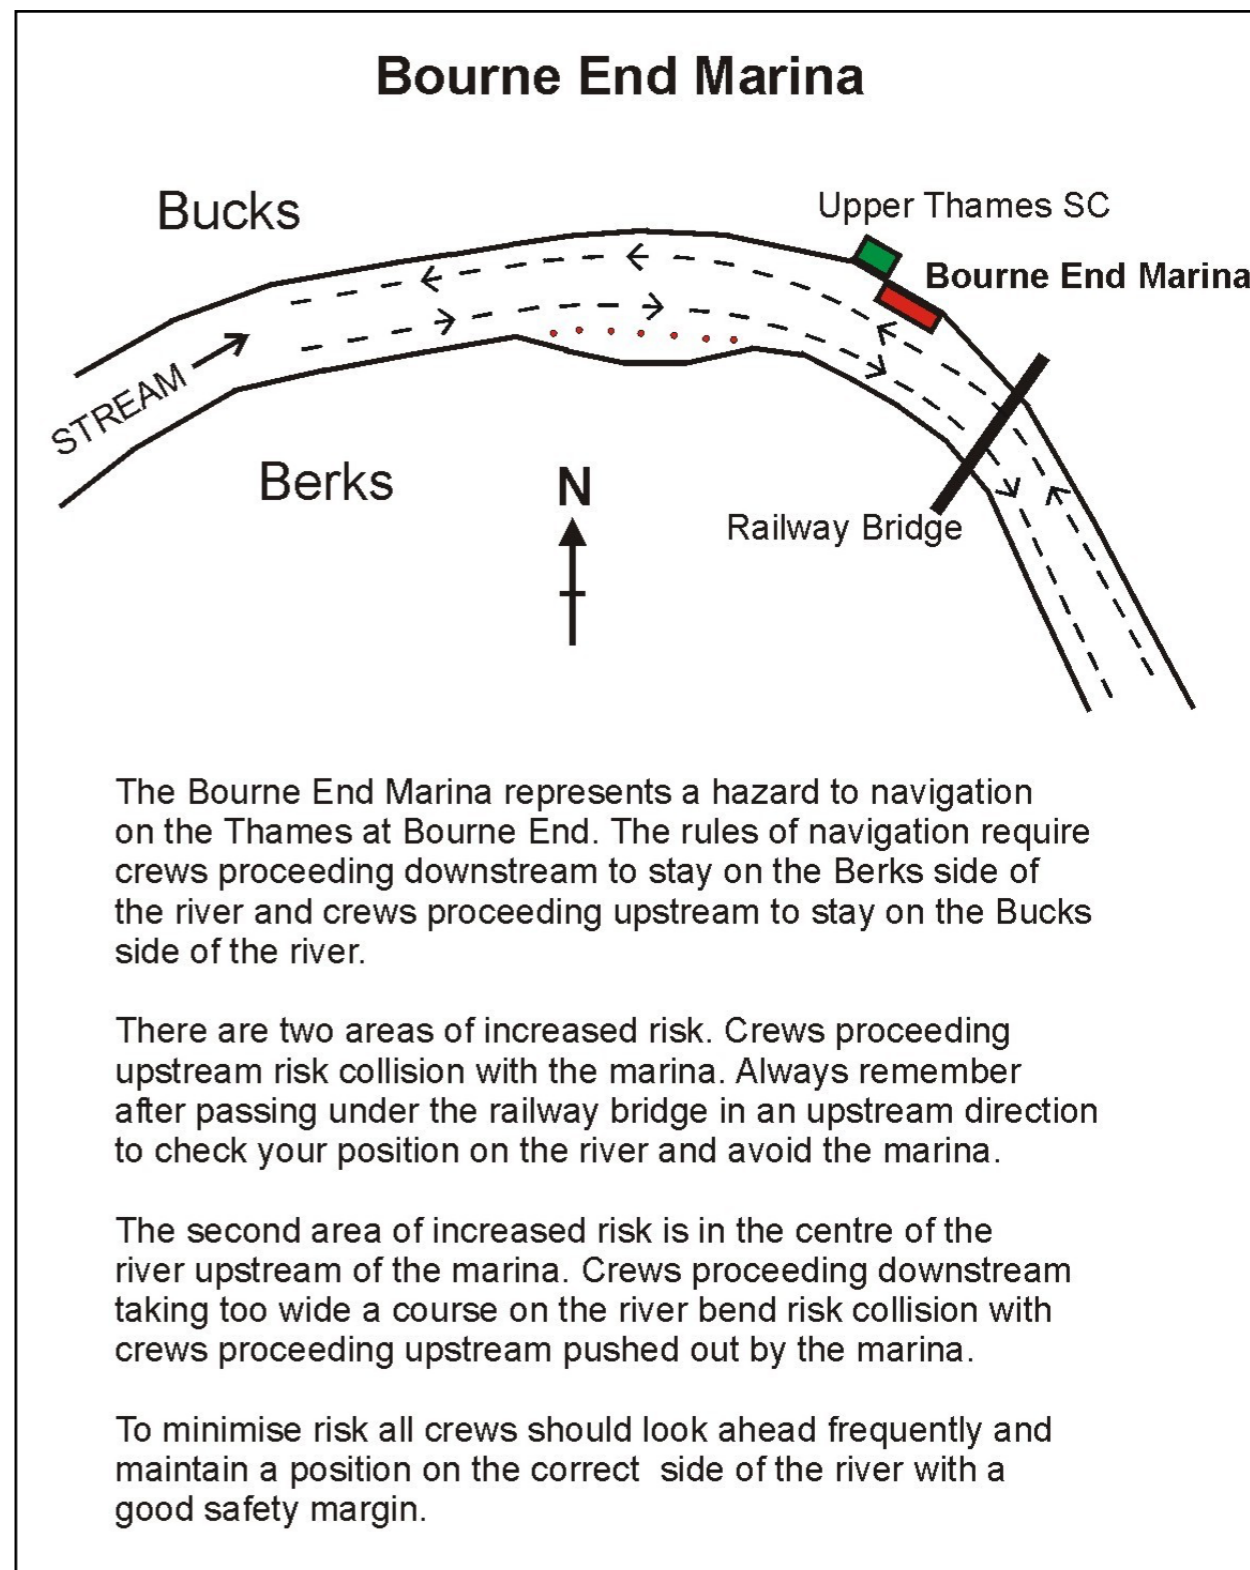 Bourne End Marina
Bucks
Upper Thames SC
Bourne End Marina
STREAM
Berks
N
Railway Bridge
The Bourne End Marina represents a hazard to navigation
on the Thames at Bourne End. The rules of navigation require
crews proceeding downstream to stay on the Berks side of
the river and crews proceeding upstream to stay on the Bucks
side of the river.
There are two areas of increased risk. Crews proceeding
upstream risk collision with the marina. Always remember
after passing under the railway bridge in an upstream direction
to check your position on the river and avoid the marina.
The second area of increased risk is in the centre of the
river upstream of the marina. Crews proceeding downstream
taking too wide a course on the river bend risk collision with
crews proceeding upstream pushed out by the marina.
To minimise risk all crews should look ahead frequently and
maintain a position on the correct  side of the river with a
good safety margin.